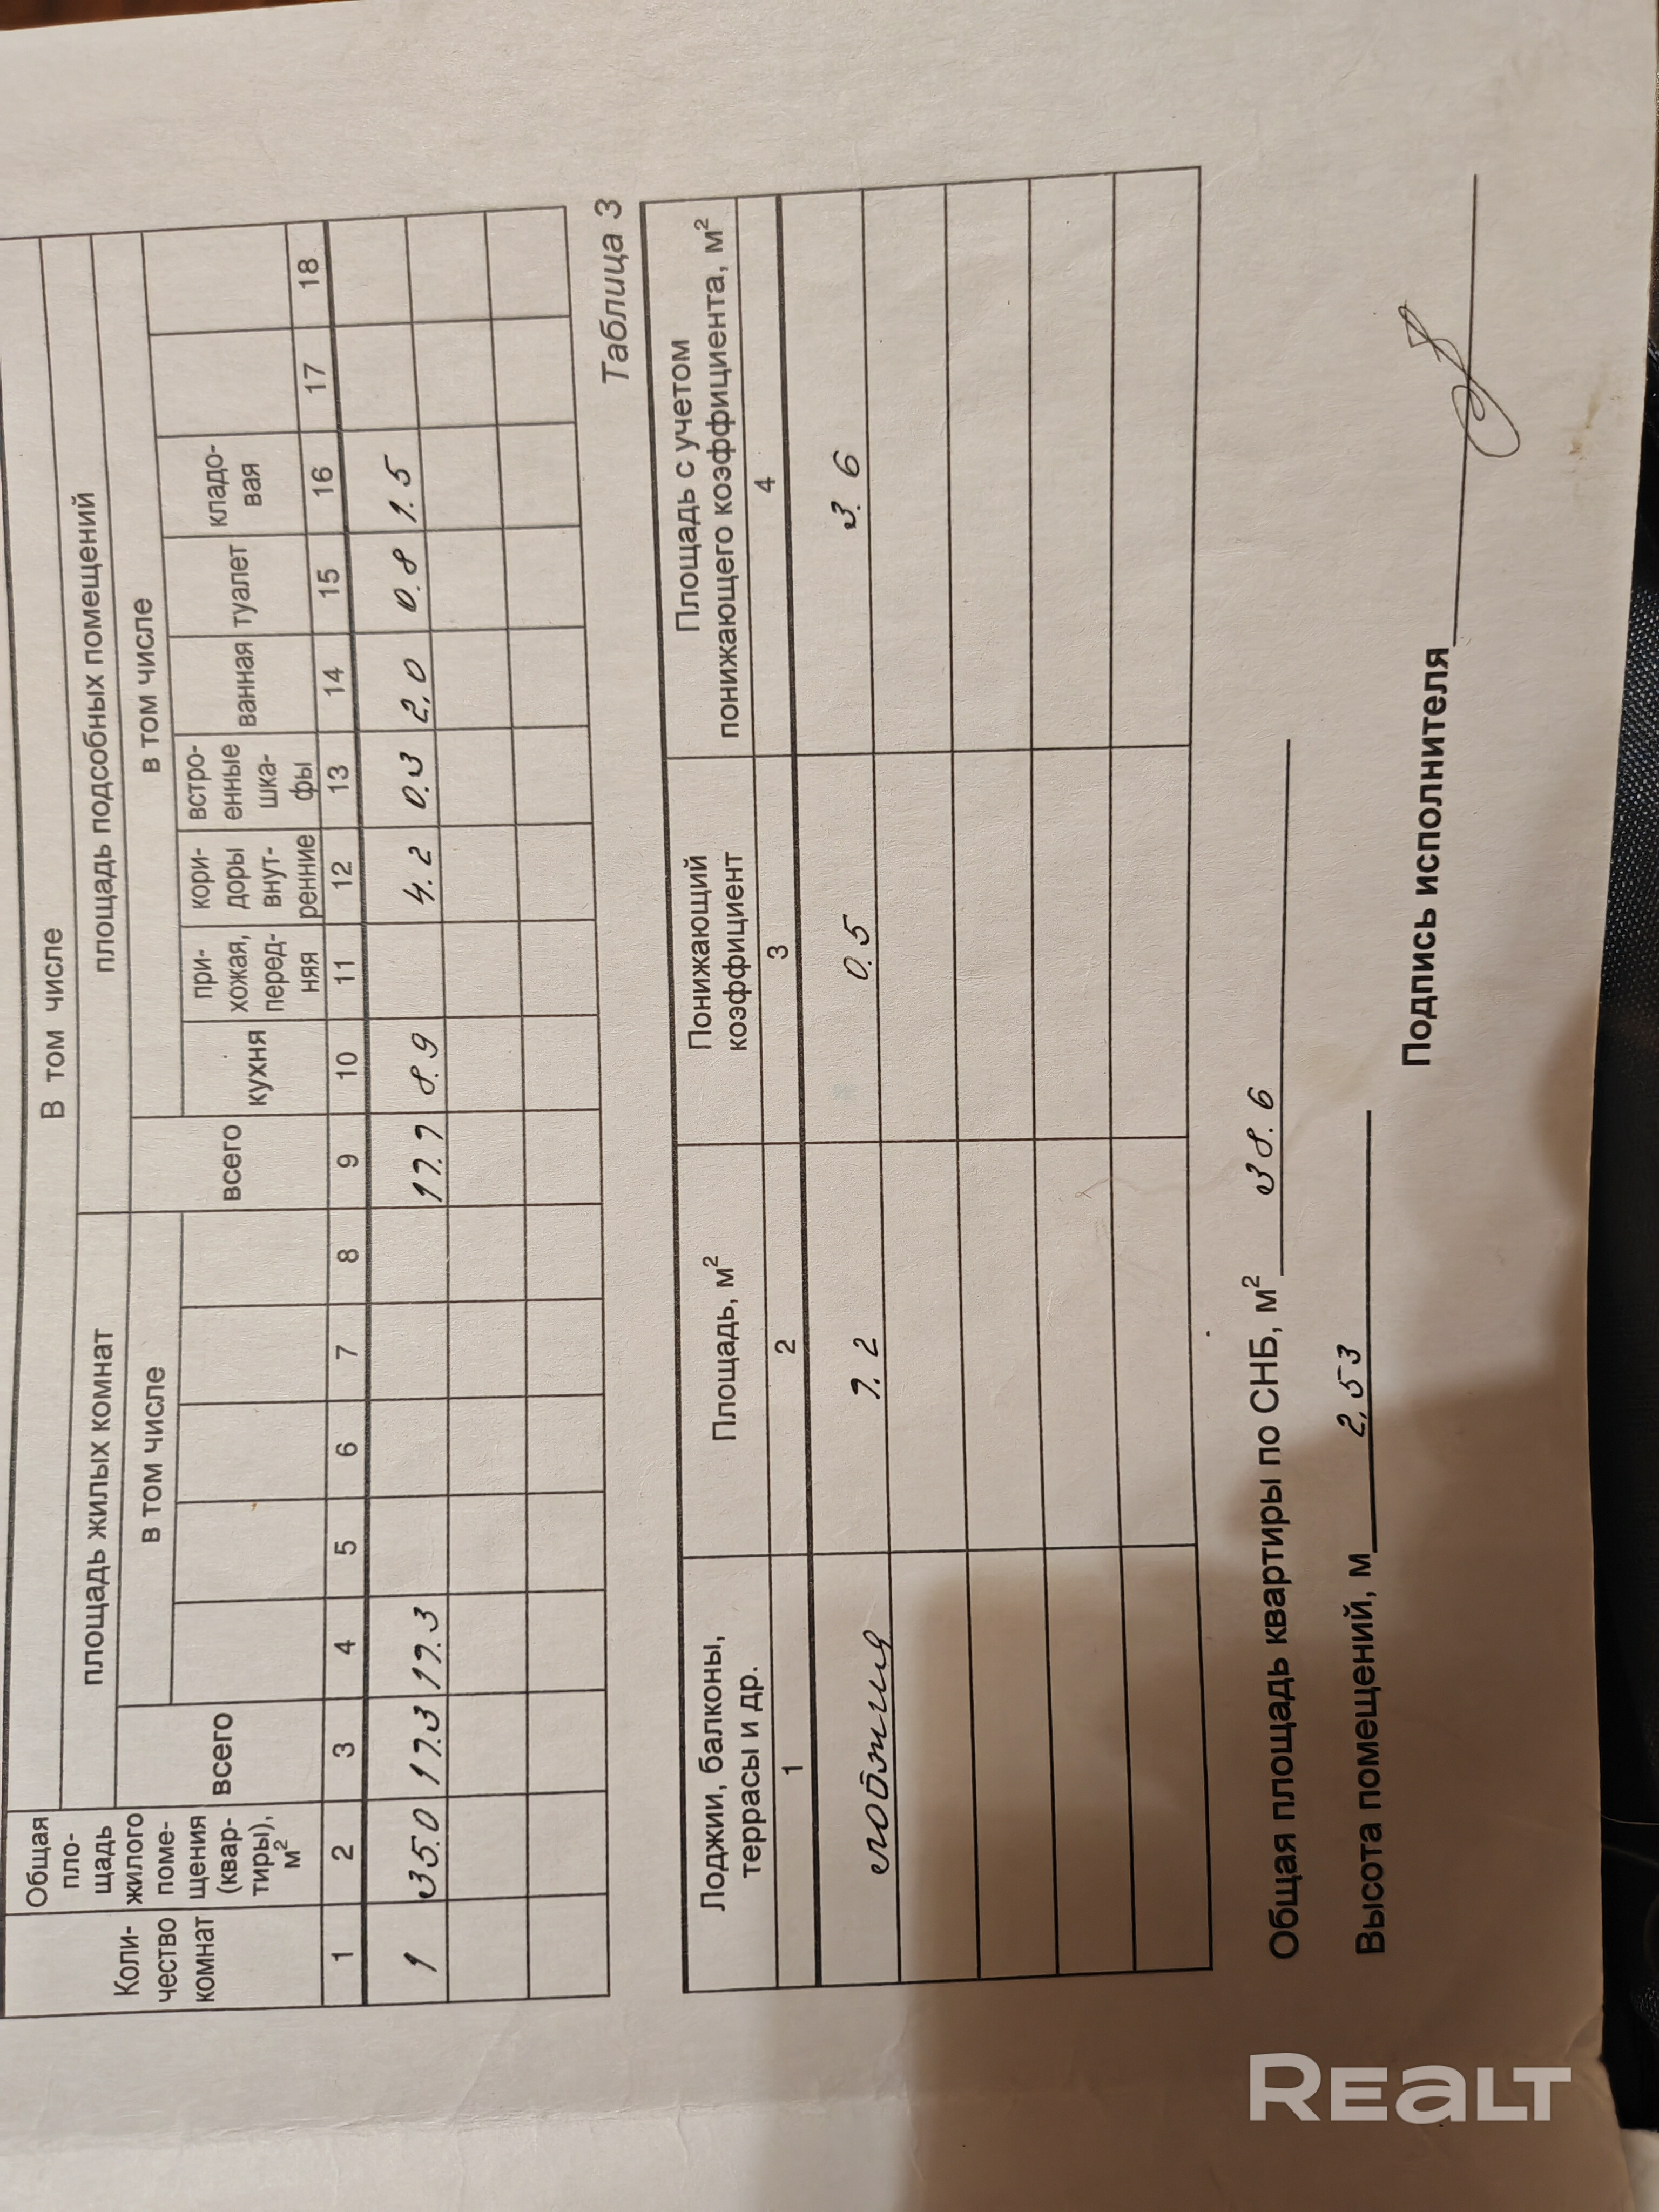 В том числе
Общая пло-щадь жилого поме-щения (квар-тиры), м²
площадь жилых комнат
площадь подсобных помещений
Коли-чество комнат
всего
в том числе
всего
в том числе
кухня
при-хожая, перед-няя
кори-доры внут-ренние
встро-енные шка-фы
ванная
туалет
кладо-вая
1 2 3 4 5 6 7 8 9 10 11 12 13 14 15 16 17 18
1 35.0 17.3 17.3 17.7 8.9 4.2 0.3 2,0 0.8 1.5
Таблица 3
Лоджии, балконы, террасы и др.
Площадь, м²
Понижающий коэффициент
Площадь с учетом понижающего коэффициента, м²
1 2 3 4
лоджия 7.2 0.5 3.6
Общая площадь квартиры по СНБ, м² 38.6
Высота помещений, м 2,53
Подпись исполнителя
REALT